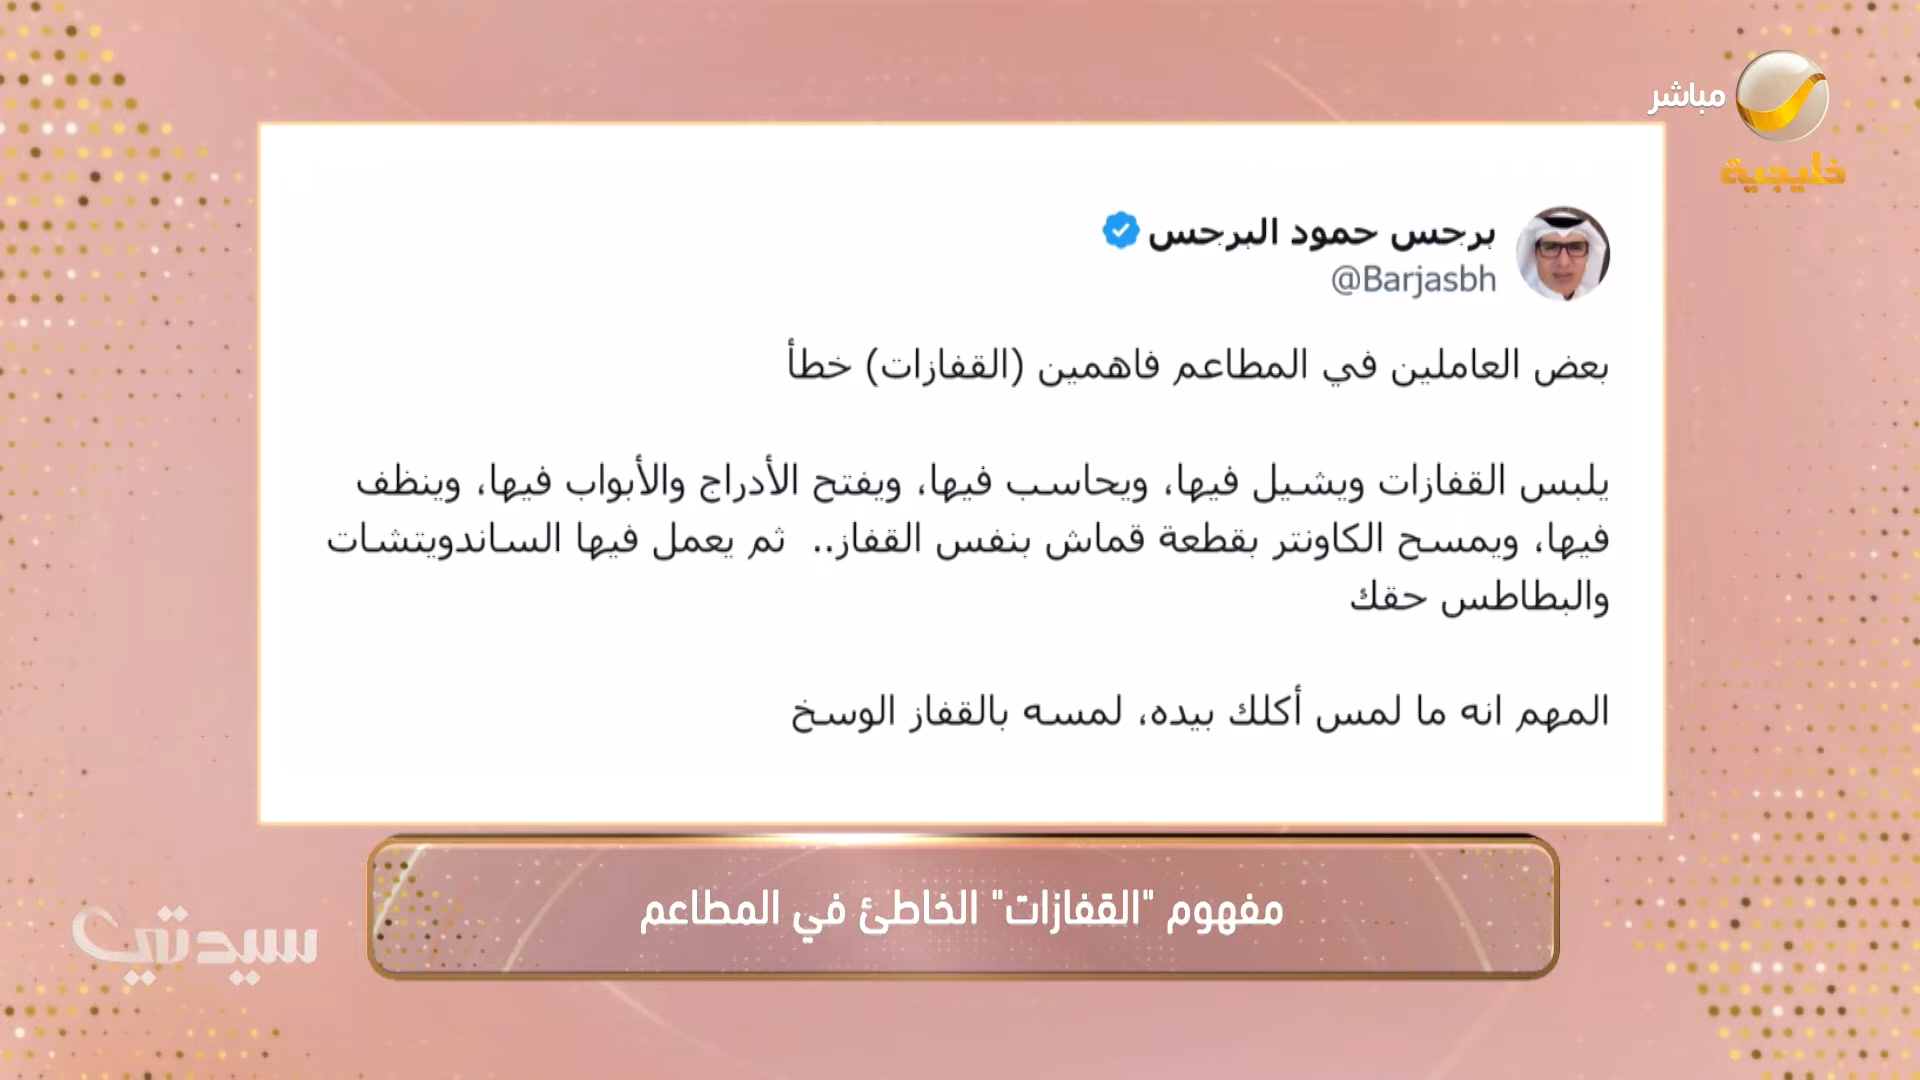 مباشر
خليجية
برجس حمود البرجس
@Barjasbh
بعض العاملين في المطاعم فاهمين (القفازات) خطأ
يلبس القفازات ويشيل فيها، ويحاسب فيها، ويفتح الأدراج والأبواب فيها، وينظف
فيها، ويمسح الكاونتر بقطعة قماش بنفس القفاز.. ثم يعمل فيها الساندويتشات
والبطاطس حقك
المهم انه ما لمس أكلك بيده، لمسه بالقفاز الوسخ
مفهوم "القفازات" الخاطئ في المطاعم
سيدتي